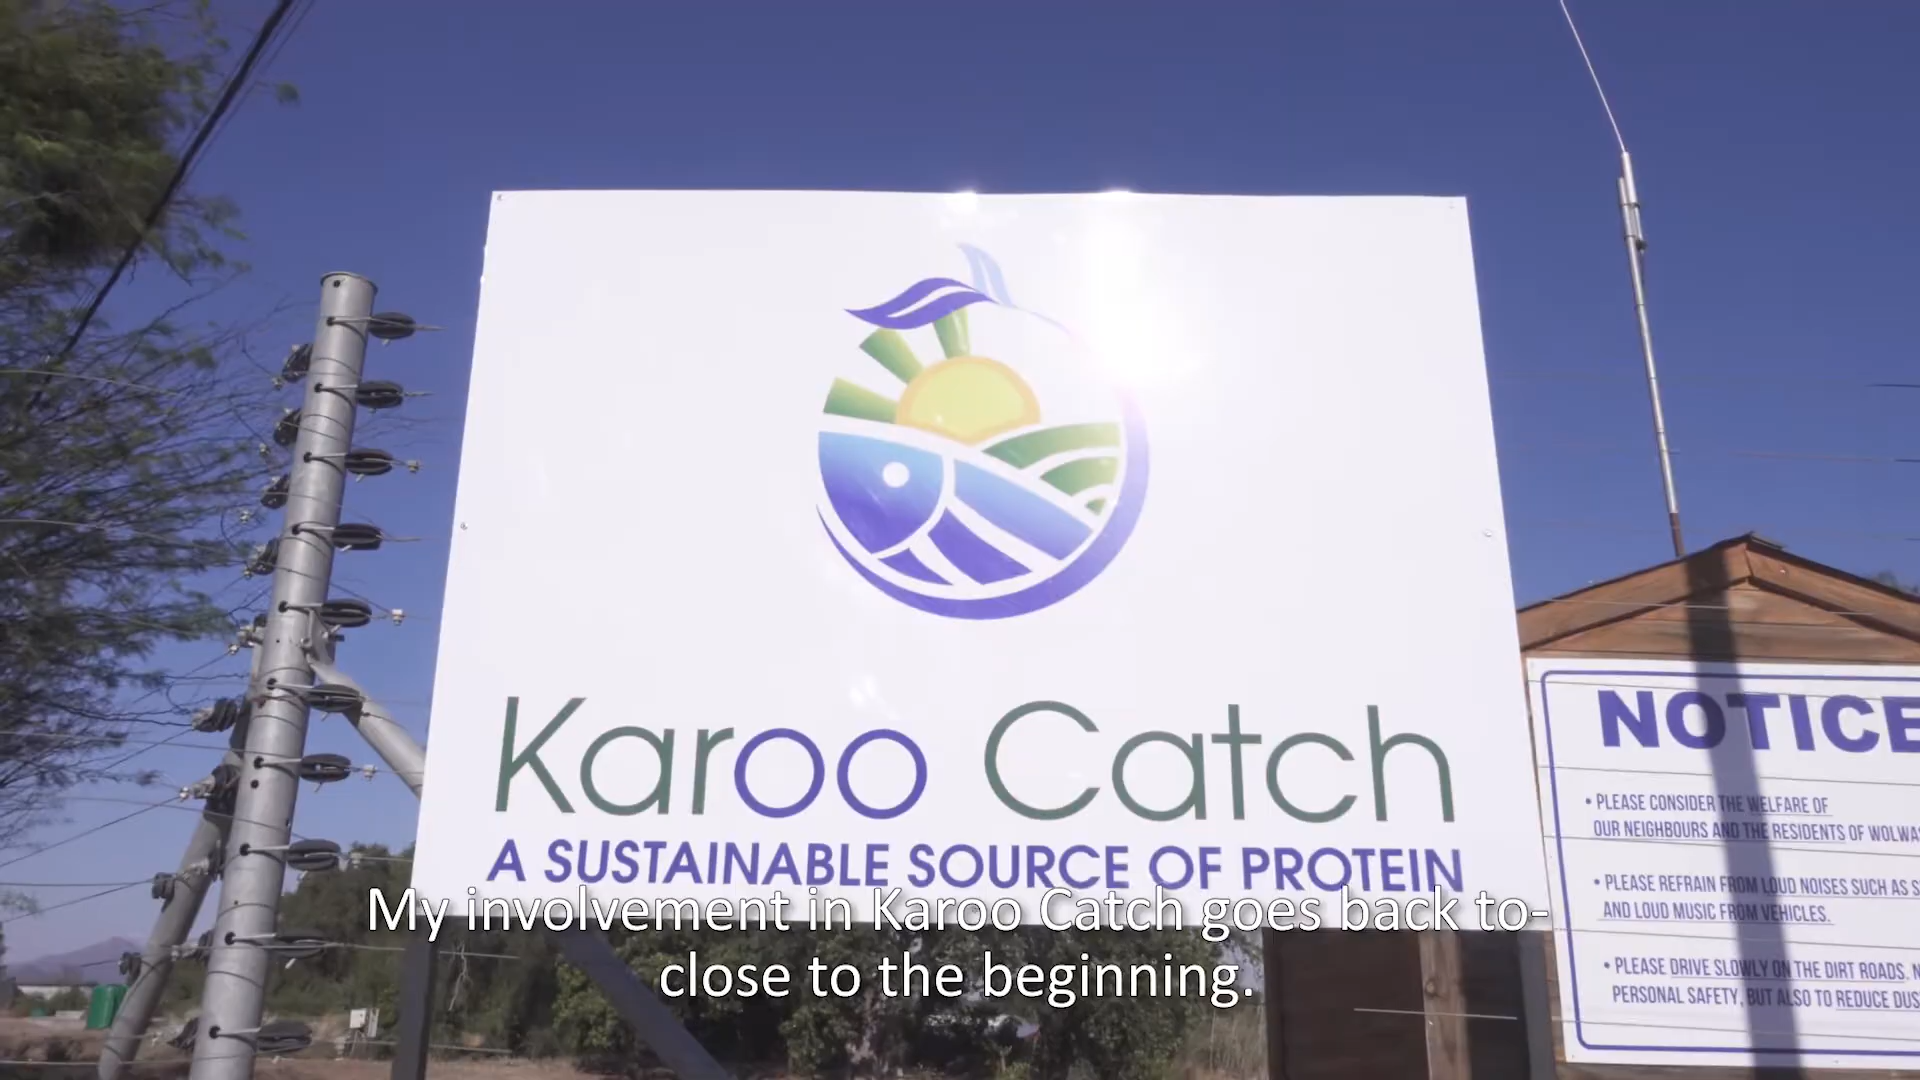 Karoo Catch
A SUSTAINABLE SOURCE OF PROTEIN
My involvement in Karoo Catch goes back to-
close to the beginning.
NOTICE
• PLEASE CONSIDER THE WELFARE OF
OUR NEIGHBOURS AND THE RESIDENTS OF
• PLEASE REFRAIN FROM LOUD NOISES SUCH AS
AND LOUD MUSIC FROM VEHICLES.
• PLEASE DRIVE SLOWLY ON THE DIRT ROADS.
PERSONAL SAFETY, BUT ALSO TO REDUCE